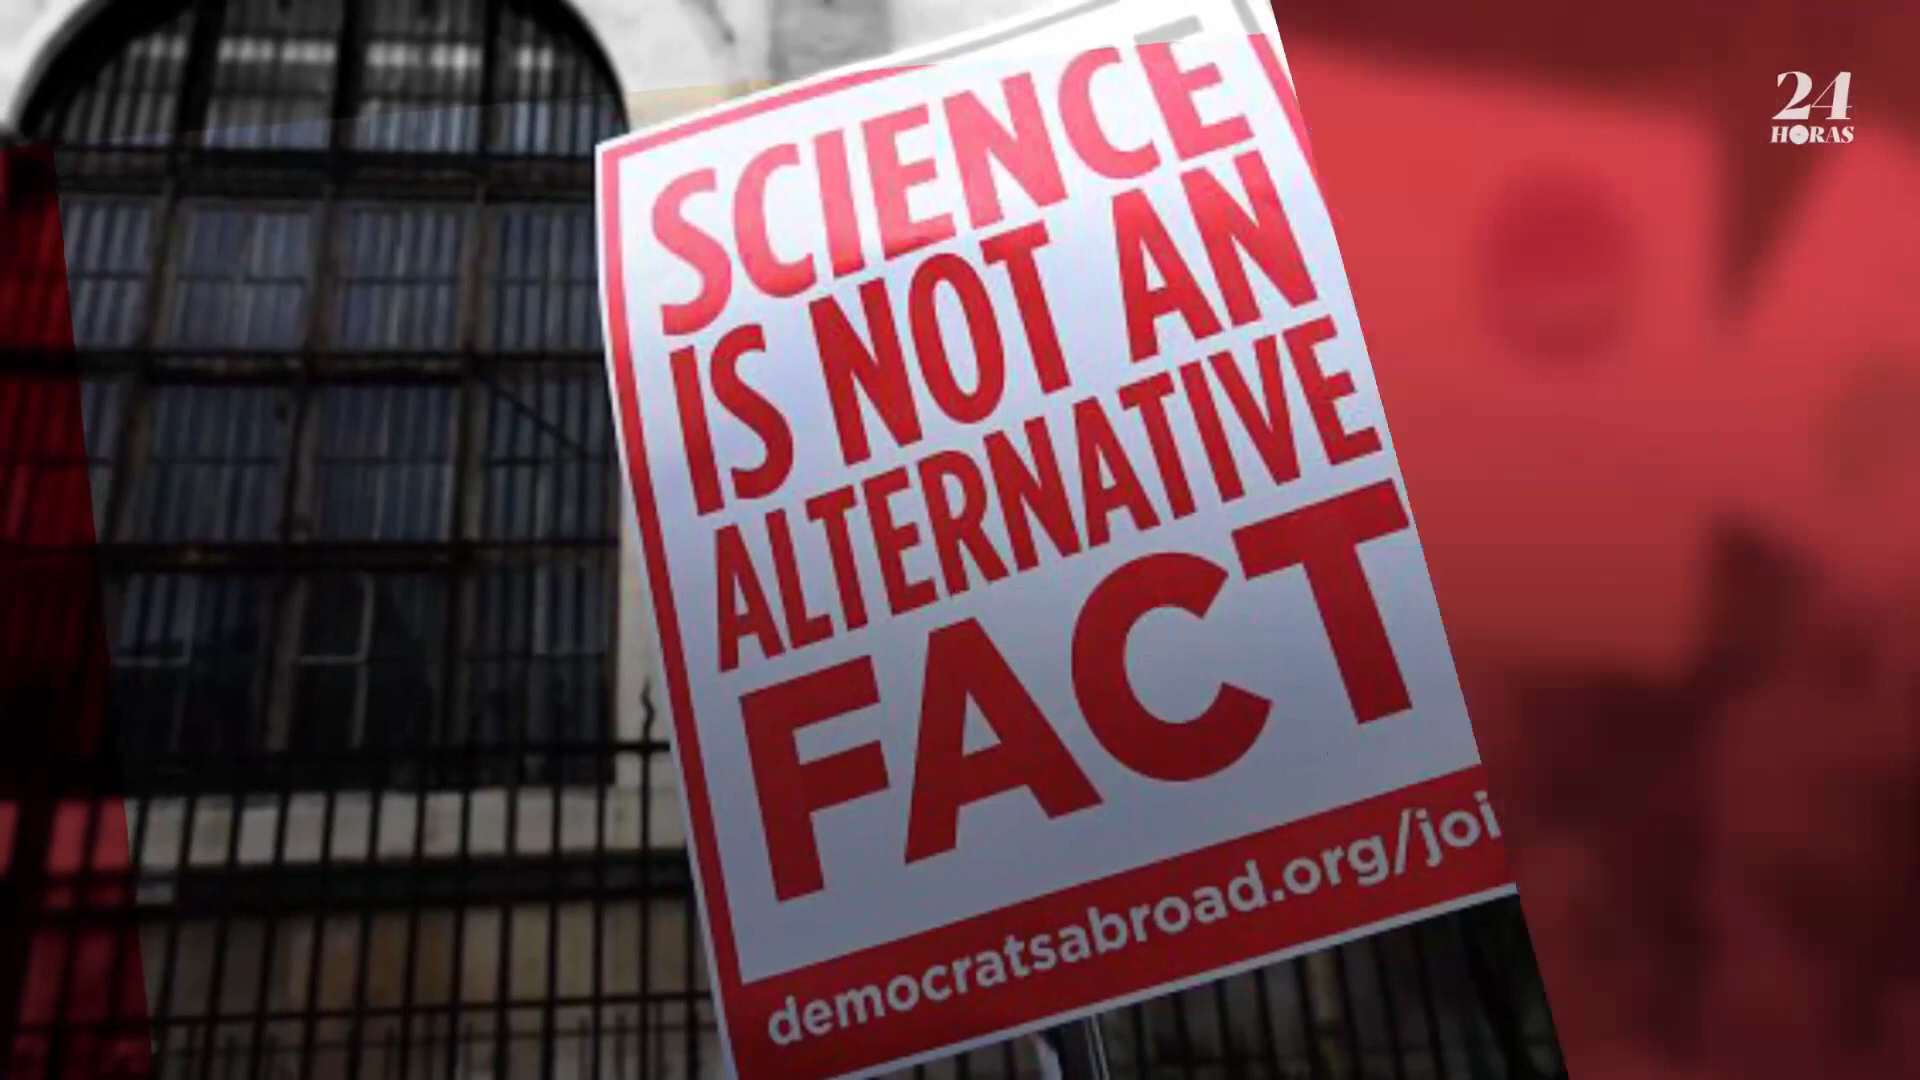 24
HORAS
SCIENCE
IS NOT AN
ALTERNATIVE
FACT
democratsabroad.org/joi